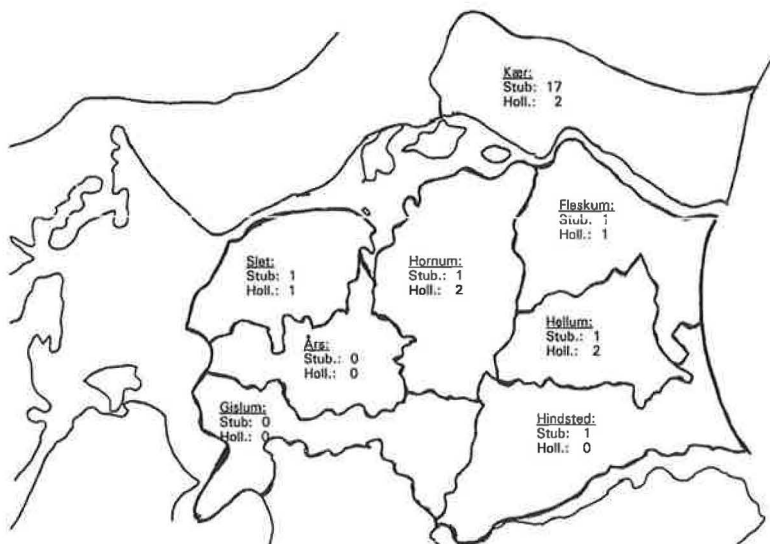 Kær:
Stub: 17
Holl.: 2
Fleskum:
Stub.: 1
Holl.: 1
Slet:
Stub: 1
Holl.: 1
Hornum:
Stub.: 1
Holl.: 2
Hellum:
Stub.: 1
Holl.: 2
Års:
Stub.: 0
Holl.: 0
Gislum:
Stub: 0
Holl.: 0
Hindsted:
Stub: 1
Holl.: 0